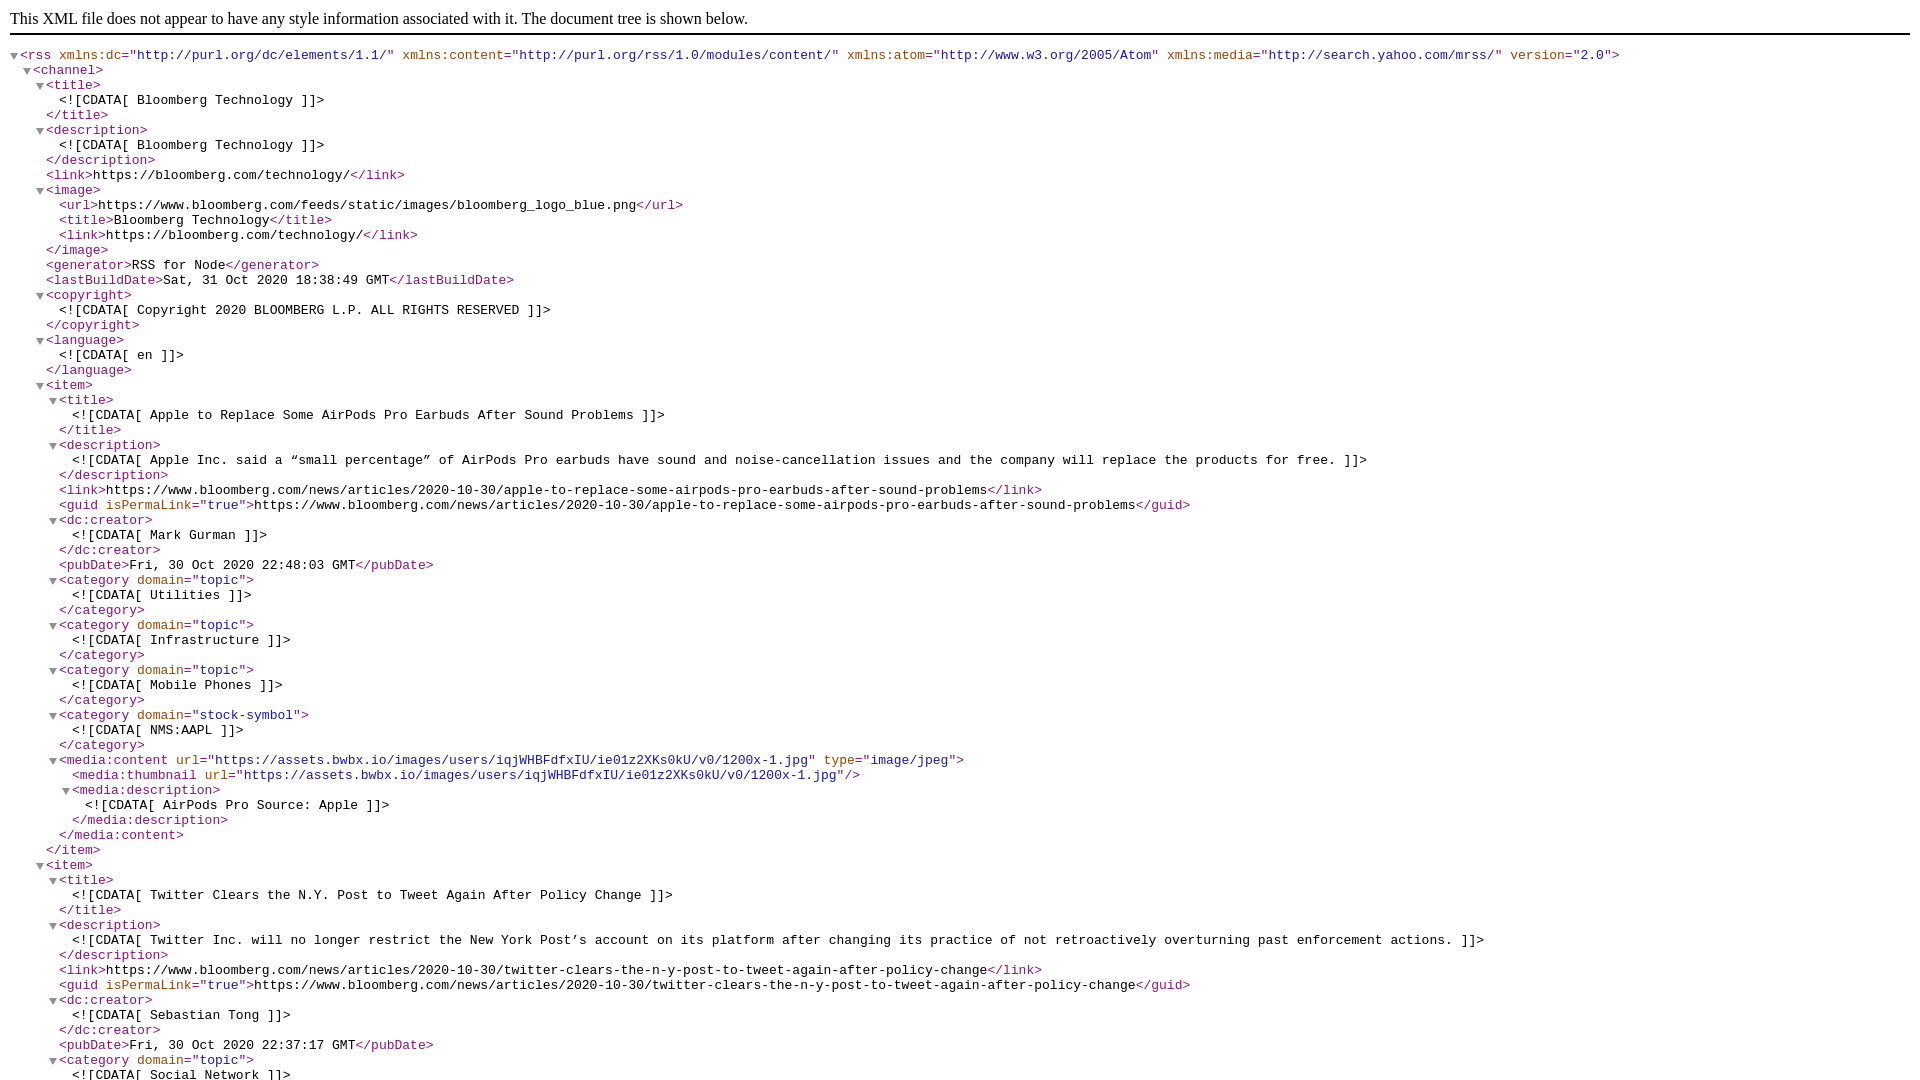 This XML file does not appear to have any style information associated with it. The document tree is shown below.
<rss xmlns:dc="http://purl.org/dc/elements/1.1/" xmlns:content="http://purl.org/rss/1.0/modules/content/" xmlns:atom="http://www.w3.org/2005/Atom" xmlns:media="http://search.yahoo.com/mrss/" version="2.0">
<channel>
<title>
<![CDATA[ Bloomberg Technology ]]>
</title>
<description>
<![CDATA[ Bloomberg Technology ]]>
</description>
<link>https://bloomberg.com/technology/</link>
<image>
<url>https://www.bloomberg.com/feeds/static/images/bloomberg_logo_blue.png</url>
<title>Bloomberg Technology</title>
<link>https://bloomberg.com/technology/</link>
</image>
<generator>RSS for Node</generator>
<lastBuildDate>Sat, 31 Oct 2020 18:38:49 GMT</lastBuildDate>
<copyright>
<![CDATA[ Copyright 2020 BLOOMBERG L.P. ALL RIGHTS RESERVED ]]>
</copyright>
<language>
<![CDATA[ en ]]>
</language>
<item>
<title>
<![CDATA[ Apple to Replace Some AirPods Pro Earbuds After Sound Problems ]]>
</title>
<description>
<![CDATA[ Apple Inc. said a “small percentage” of AirPods Pro earbuds have sound and noise-cancellation issues and the company will replace the products for free. ]]>
</description>
<link>https://www.bloomberg.com/news/articles/2020-10-30/apple-to-replace-some-airpods-pro-earbuds-after-sound-problems</link>
<guid isPermaLink="true">https://www.bloomberg.com/news/articles/2020-10-30/apple-to-replace-some-airpods-pro-earbuds-after-sound-problems</guid>
<dc:creator>
<![CDATA[ Mark Gurman ]]>
</dc:creator>
<pubDate>Fri, 30 Oct 2020 22:48:03 GMT</pubDate>
<category domain="topic">
<![CDATA[ Utilities ]]>
</category>
<category domain="topic">
<![CDATA[ Infrastructure ]]>
</category>
<category domain="topic">
<![CDATA[ Mobile Phones ]]>
</category>
<category domain="stock-symbol">
<![CDATA[ NMS:AAPL ]]>
</category>
<media:content url="https://assets.bwbx.io/images/users/iqjWHBFdfxIU/ie01z2XKs0kU/v0/1200x-1.jpg" type="image/jpeg">
<media:thumbnail url="https://assets.bwbx.io/images/users/iqjWHBFdfxIU/ie01z2XKs0kU/v0/1200x-1.jpg"/>
<media:description>
<![CDATA[ AirPods Pro Source: Apple ]]>
</media:description>
</media:content>
</item>
<item>
<title>
<![CDATA[ Twitter Clears the N.Y. Post to Tweet Again After Policy Change ]]>
</title>
<description>
<![CDATA[ Twitter Inc. will no longer restrict the New York Post’s account on its platform after changing its practice of not retroactively overturning past enforcement actions. ]]>
</description>
<link>https://www.bloomberg.com/news/articles/2020-10-30/twitter-clears-the-n-y-post-to-tweet-again-after-policy-change</link>
<guid isPermaLink="true">https://www.bloomberg.com/news/articles/2020-10-30/twitter-clears-the-n-y-post-to-tweet-again-after-policy-change</guid>
<dc:creator>
<![CDATA[ Sebastian Tong ]]>
</dc:creator>
<pubDate>Fri, 30 Oct 2020 22:37:17 GMT</pubDate>
<category domain="topic">
<![CDATA[ Social Network ]]>